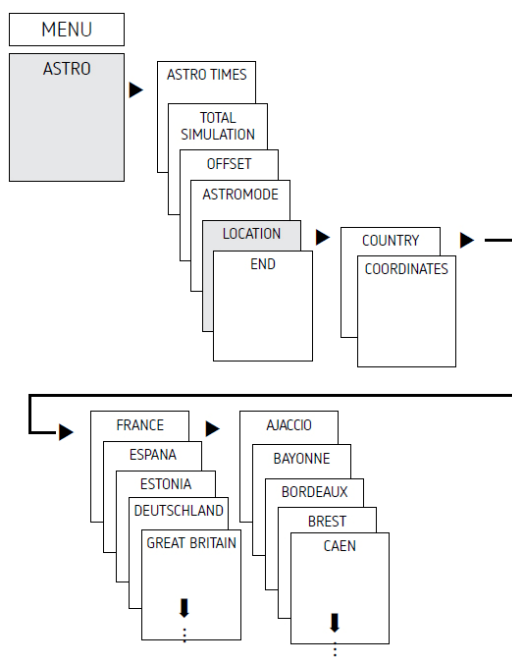 MENU
ASTRO
ASTRO TIMES
TOTAL
SIMULATION
OFFSET
ASTROMODE
LOCATION
END
COUNTRY
COORDINATES
FRANCE
ESPANA
ESTONIA
DEUTSCHLAND
GREAT BRITAIN
AJACCIO
BAYONNE
BORDEAUX
BREST
CAEN